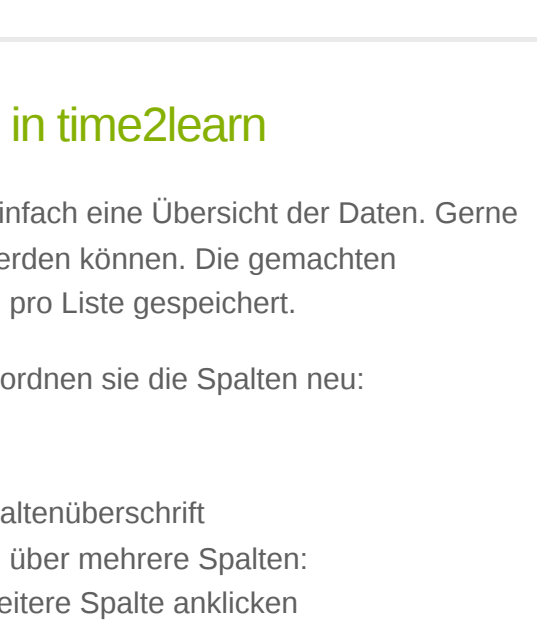 in time2learn
infach eine Übersicht der Daten. Gerne
erden können. Die gemachten
pro Liste gespeichert.
ordnen sie die Spalten neu:
altenüberschrift
über mehrere Spalten:
eitere Spalte anklicken